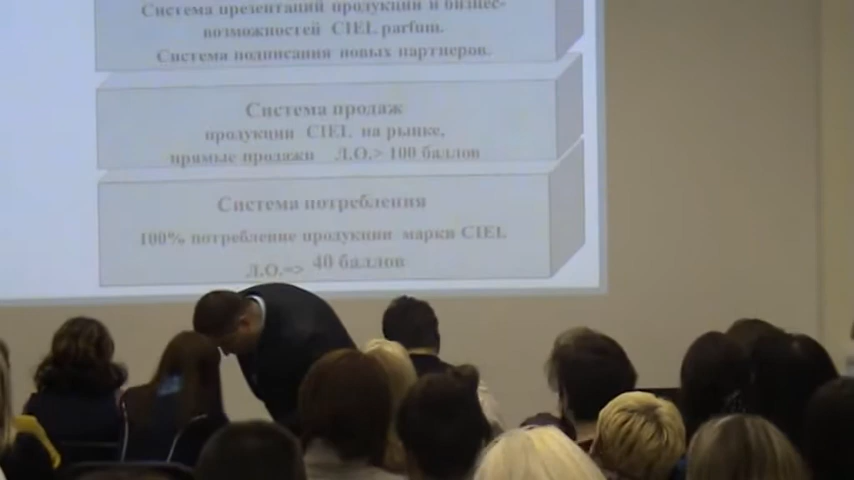 Система презентаций продукции и бизнес-
возможностей CIEL parfum.
Система подписания новых партнеров.
Система продаж
продукции CIEL на рынке,
прямые продажи Л.О.> 100 баллов
Система потребления
100% потребление продукции марки CIEL
Л.О.=> 40 баллов